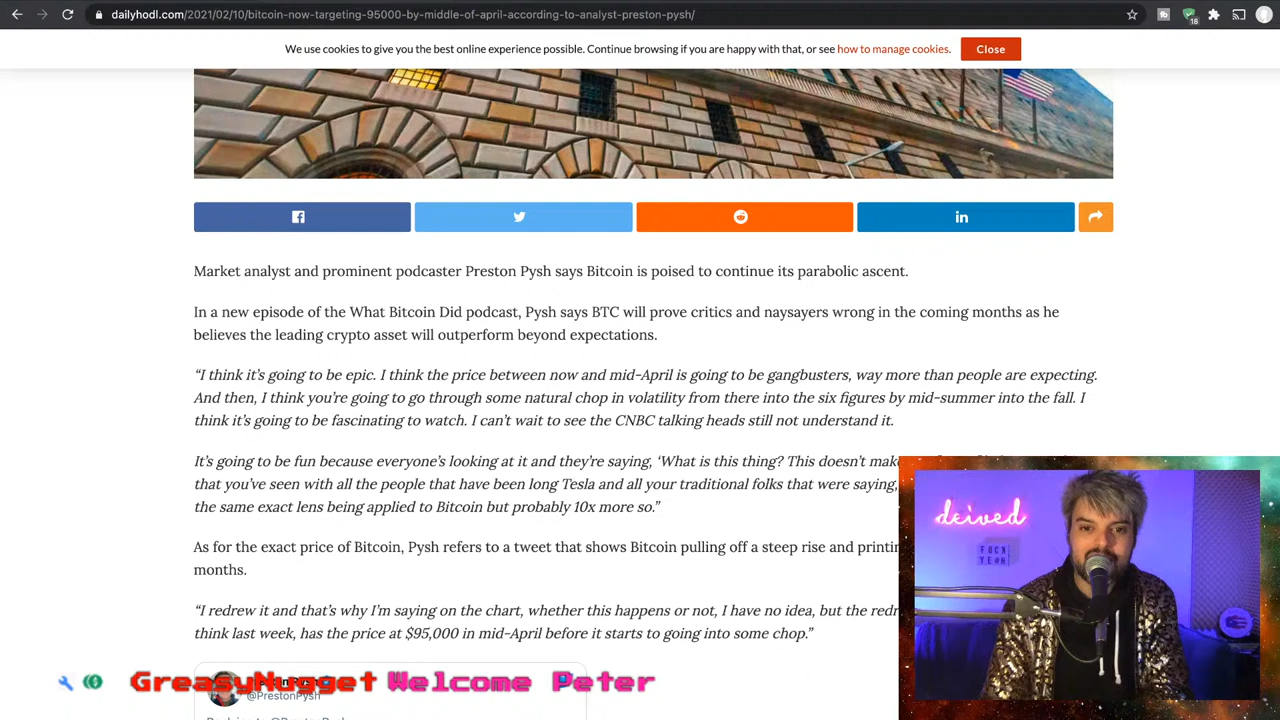 dailyhodl.com/2021/02/10/bitcoin-now-targeting-95000-by-middle-of-april-according-to-analyst-preston-pysh/
18
We use cookies to give you the best online experience possible. Continue browsing if you are happy with that, or see how to manage cookies. Close
Market analyst and prominent podcaster Preston Pysh says Bitcoin is poised to continue its parabolic ascent.
In a new episode of the What Bitcoin Did podcast, Pysh says BTC will prove critics and naysayers wrong in the coming months as he
believes the leading crypto asset will outperform beyond expectations.
“I think it’s going to be epic. I think the price between now and mid-April is going to be gangbusters, way more than people are expecting.
And then, I think you’re going to go through some natural chop in volatility from there into the six figures by mid-summer into the fall. I
think it’s going to be fascinating to watch. I can’t wait to see the CNBC talking heads still not understand it.
It’s going to be fun because everyone’s looking at it and they’re saying, ‘What is this thing? This doesn’t mak
that you’ve seen with all the people that have been long Tesla and all your traditional folks that were saying,
the same exact lens being applied to Bitcoin but probably 10x more so.”
As for the exact price of Bitcoin, Pysh refers to a tweet that shows Bitcoin pulling off a steep rise and printin
months.
“I redrew it and that’s why I’m saying on the chart, whether this happens or not, I have no idea, but the redr
think last week, has the price at $95,000 in mid-April before it starts to going into some chop.”
deived
FUCK
YEAH
GreasyNugget Welcome Peter
@PrestonPysh